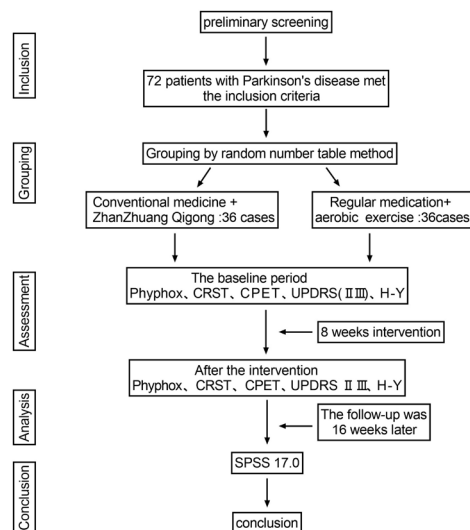 preliminary screening
Inclusion
72 patients with Parkinson's disease met
the inclusion criteria
Grouping
Grouping by random number table method
Conventional medicine +
ZhanZhuang Qigong :36 cases
Regular medication+
aerobic exercise :36cases
Assessment
The baseline period
Phyphox、CRST、CPET、UPDRS(ⅡⅢ)、H-Y
8 weeks intervention
After the intervention
Phyphox、CRST、CPET、UPDRS ⅡⅢ、H-Y
Analysis
The follow-up was
16 weeks later
SPSS 17.0
Conclusion
conclusion